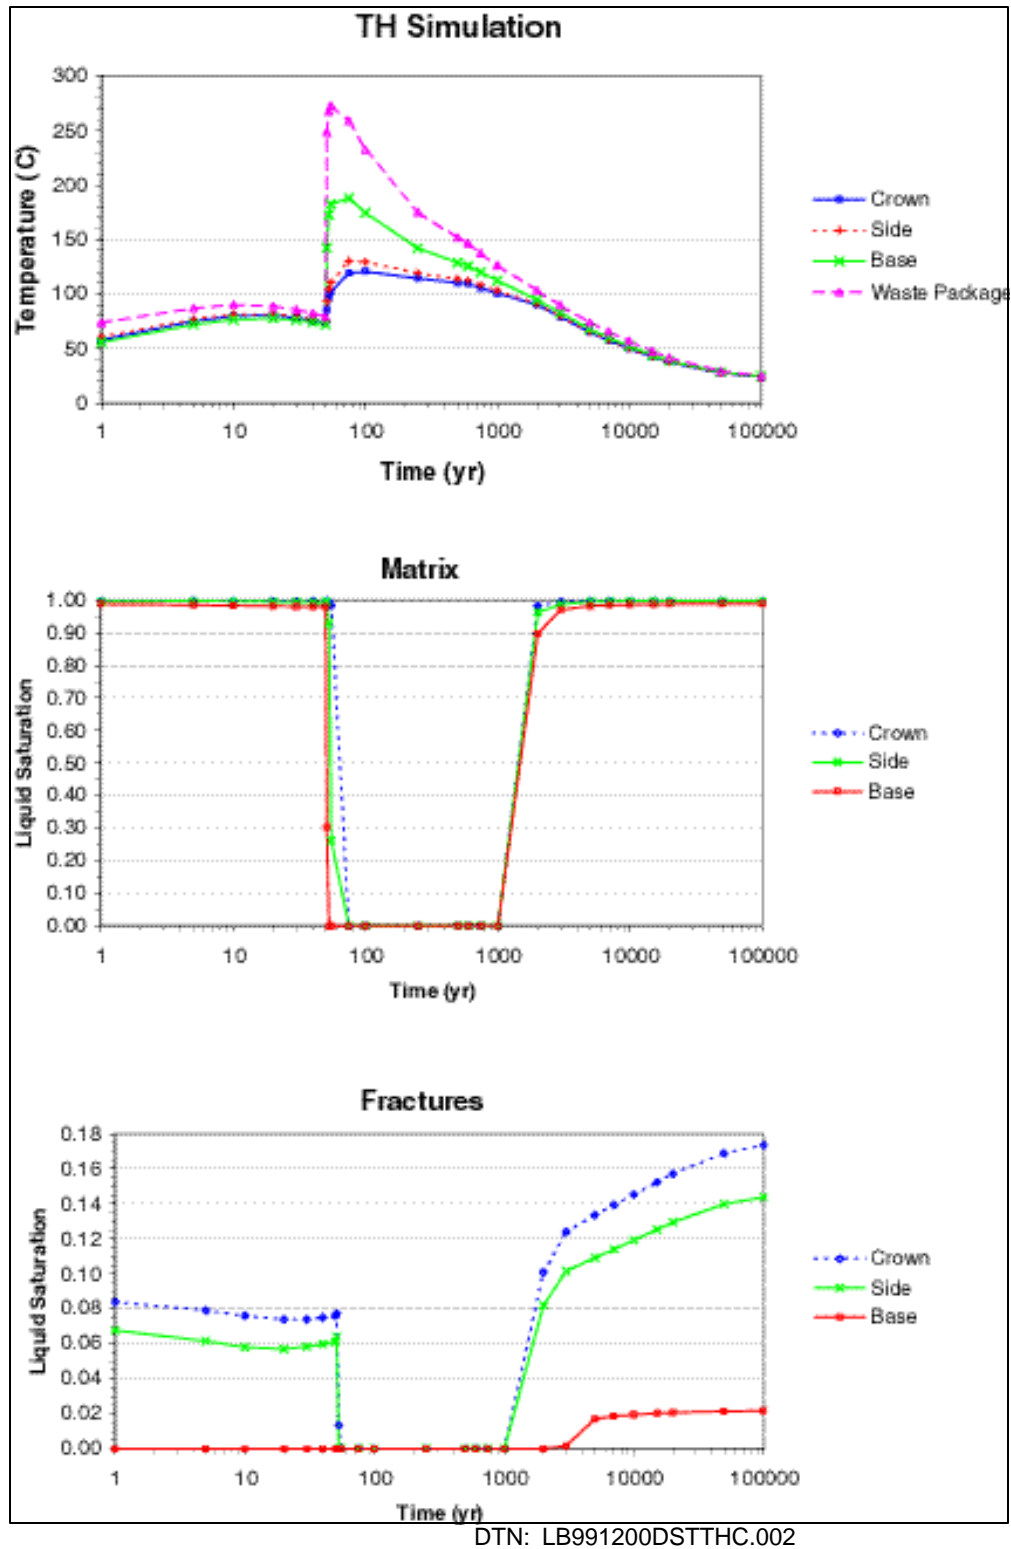 TH Simulation
300
250
200
150
100
50
0
Temperature (C)
1 10 100 1000 10000 100000
Time (yr)
Crown
Side
Base
Waste Package
Matrix
1.00
0.90
0.80
0.70
0.60
0.50
0.40
0.30
0.20
0.10
0.00
Liquid Saturation
1 10 100 1000 10000 100000
Time (yr)
Crown
Side
Base
Fractures
0.18
0.16
0.14
0.12
0.10
0.08
0.06
0.04
0.02
0.00
Liquid Saturation
1 10 100 1000 10000 100000
Time (yr)
Crown
Side
Base
DTN: LB991200DSTTHC.002